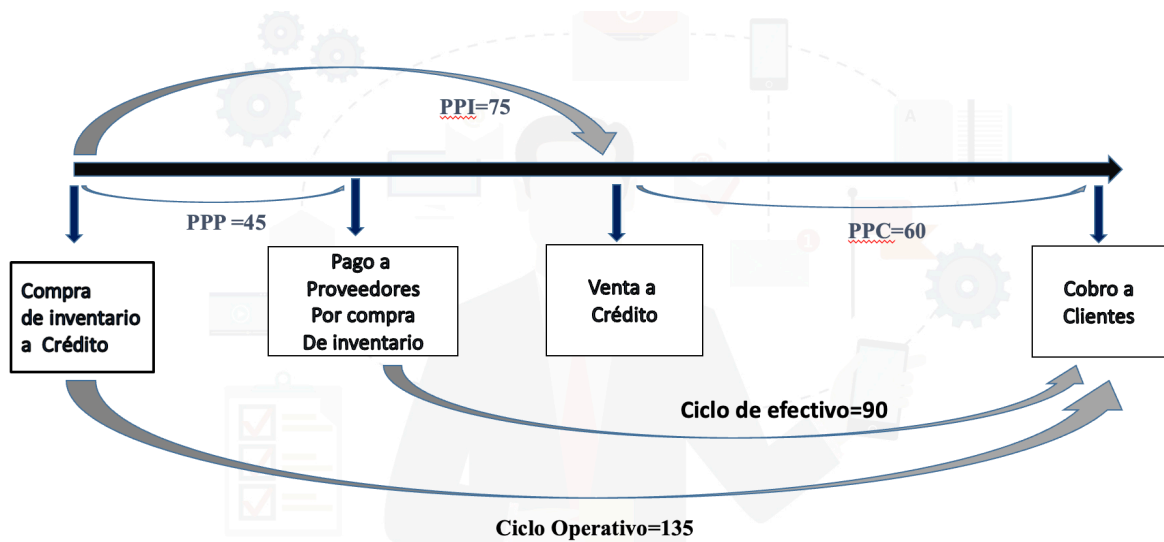 PPI=75
PPP =45
PPC=60
Compra
de inventario
a Crédito
Pago a
Proveedores
Por compra
De inventario
Venta a
Crédito
Cobro a
Clientes
Ciclo de efectivo=90
Ciclo Operativo=135
A
1